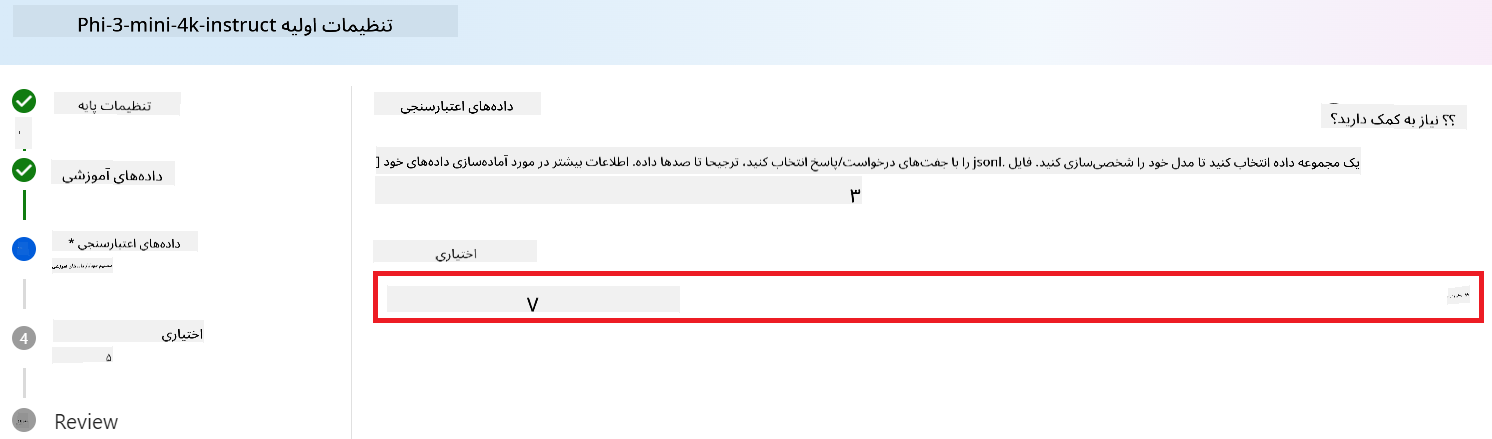 تنظیمات اولیه Phi-3-mini-4k-instruct
تنظیمات پایه
داده‌های آموزشی
داده‌های اعتبارسنجی *
4
اختیاری
۵
Review
داده‌های اعتبارسنجی
؟؟ نیاز به کمک دارید؟
یک مجموعه داده انتخاب کنید تا مدل خود را شخصی‌سازی کنید. فایل .jsonl را با جفت‌های درخواست/پاسخ انتخاب کنید، ترجیحا تا صدها داده. اطلاعات بیشتر در مورد آماده‌سازی داده‌های خود [
۳
اختیاری
۷